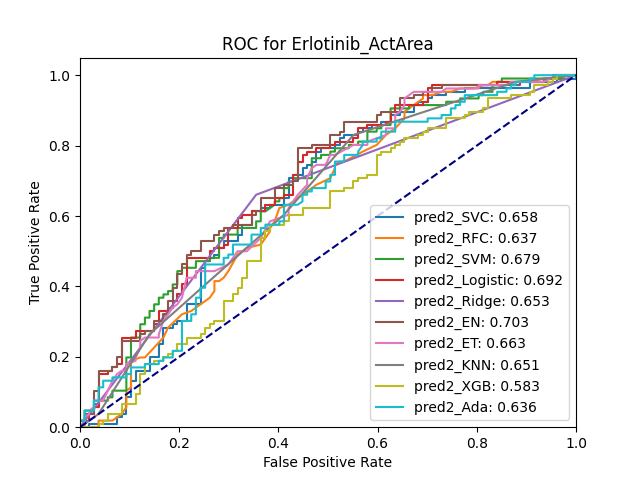 ROC for Erlotinib_ActArea
True Positive Rate
1.0
0.8
0.6
0.4
0.2
0.0
pred2_SVC: 0.658
pred2_RFC: 0.637
pred2_SVM: 0.679
pred2_Logistic: 0.692
pred2_Ridge: 0.653
pred2_EN: 0.703
pred2_ET: 0.663
pred2_KNN: 0.651
pred2_XGB: 0.583
pred2_Ada: 0.636
0.0 0.2 0.4 0.6 0.8 1.0
False Positive Rate